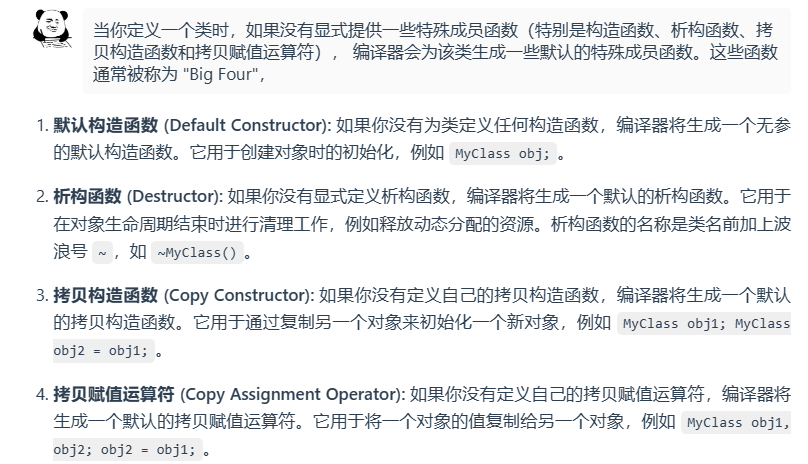 当你定义一个类时，如果没有显式提供一些特殊成员函数（特别是构造函数、析构函数、拷
贝构造函数和拷贝赋值运算符）， 编译器会为该类生成一些默认的特殊成员函数。这些函数
通常被称为 "Big Four"，
1. 默认构造函数 (Default Constructor): 如果你没有为类定义任何构造函数，编译器将生成一个无参
的默认构造函数。它用于创建对象时的初始化，例如 MyClass obj; 。
2. 析构函数 (Destructor): 如果你没有显式定义析构函数，编译器将生成一个默认的析构函数。它用于
在对象生命周期结束时进行清理工作，例如释放动态分配的资源。析构函数的名称是类名前加上波
浪号 ~ ，如 ~MyClass() 。
3. 拷贝构造函数 (Copy Constructor): 如果你没有定义自己的拷贝构造函数，编译器将生成一个默认
的拷贝构造函数。它用于通过复制另一个对象来初始化一个新对象，例如 MyClass obj1; MyClass
obj2 = obj1; 。
4. 拷贝赋值运算符 (Copy Assignment Operator): 如果你没有定义自己的拷贝赋值运算符，编译器将
生成一个默认的拷贝赋值运算符。它用于将一个对象的值复制给另一个对象，例如 MyClass obj1,
obj2; obj2 = obj1; 。